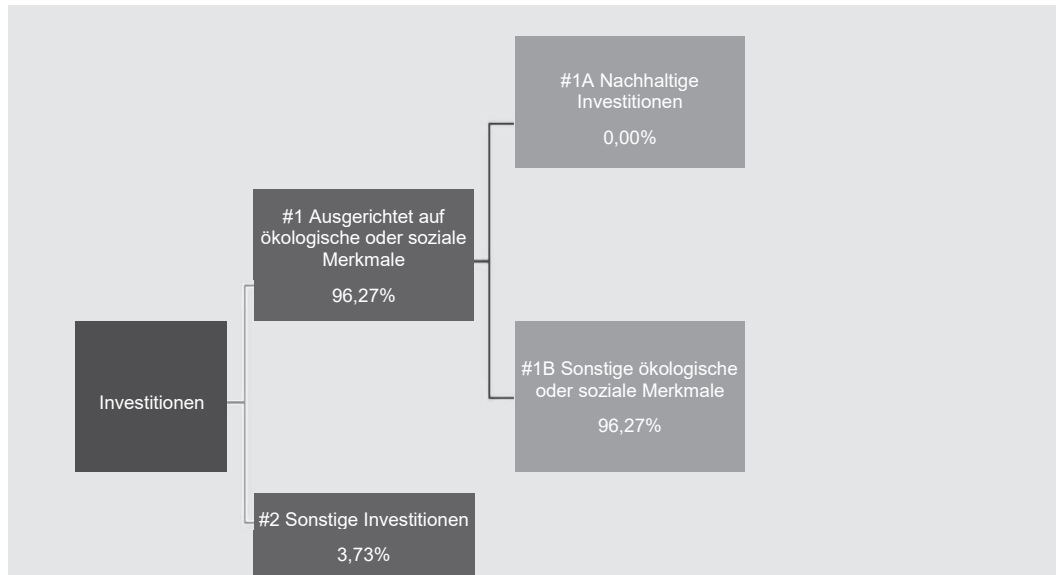 #1A Nachhaltige
Investitionen
0,00%
#1 Ausgerichtet auf
ökologische oder soziale
Merkmale
96,27%
#1B Sonstige ökologische
oder soziale Merkmale
96,27%
Investitionen
#2 Sonstige Investitionen
3,73%